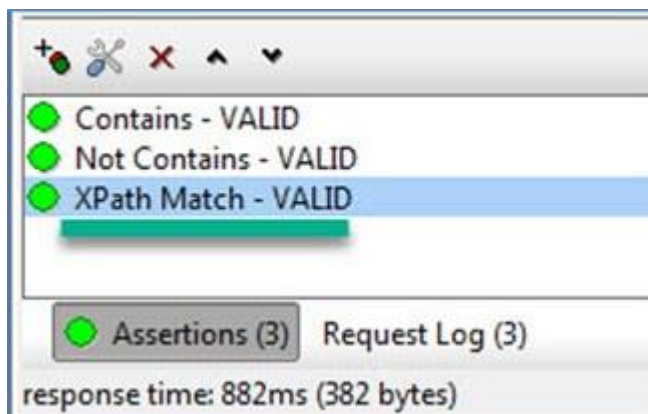 Contains - VALID
Not Contains - VALID
XPath Match - VALID
Assertions (3) Request Log (3)
response time: 882ms (382 bytes)